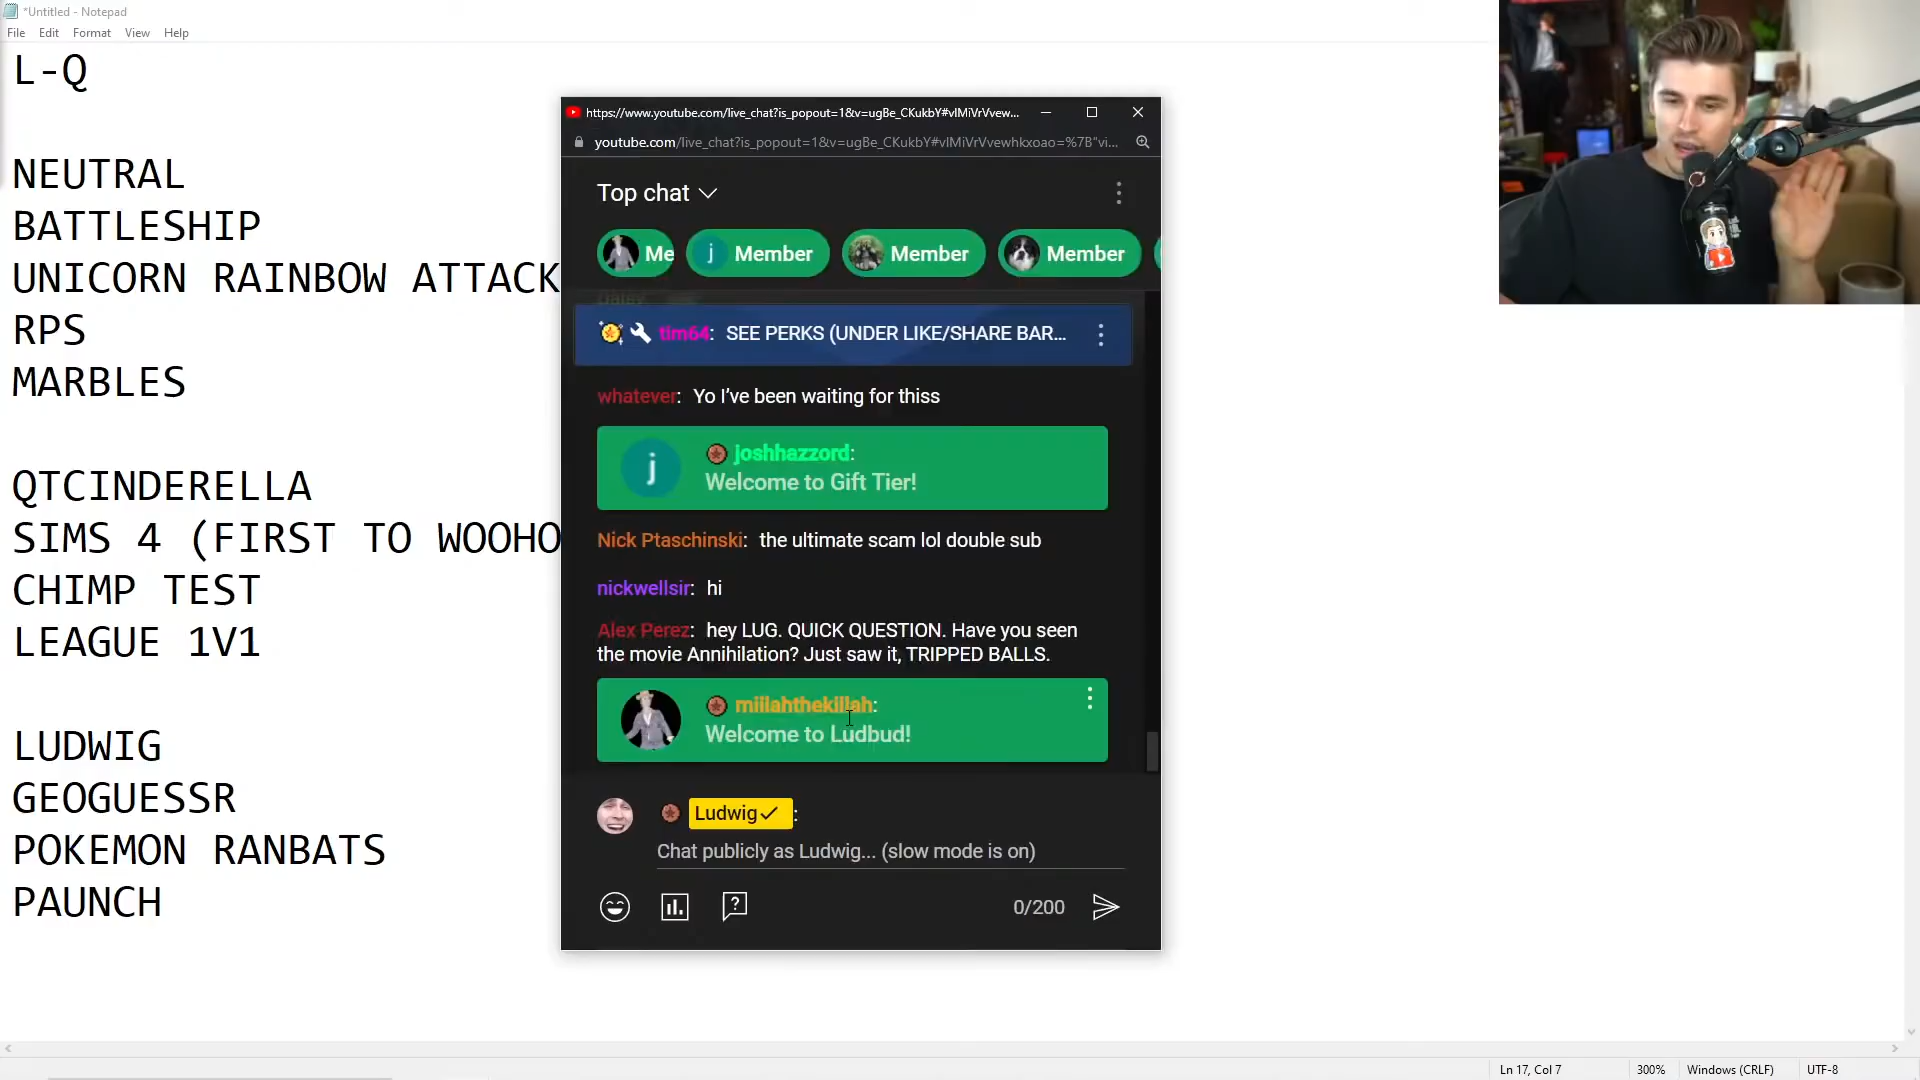 *Untitled - Notepad
File Edit Format View Help
L-Q
NEUTRAL
BATTLESHIP
UNICORN RAINBOW ATTACK
RPS
MARBLES
QTCINDERELLA
SIMS 4 (FIRST TO WOOHO
CHIMP TEST
LEAGUE 1V1
LUDWIG
GEOGUESSR
POKEMON RANBATS
PAUNCH
https://www.youtube.com/live_chat?is_popout=1&v=ugBe_CKukbY#vlMiVrVvew...
youtube.com/live_chat?is_popout=1&v=ugBe_CKukbY#vlMiVrVvewhkxoao=%7B"vi...
Top chat
Me
j Member
Member
Member
tim64: SEE PERKS (UNDER LIKE/SHARE BAR...
whatever: Yo I've been waiting for thiss
j
joshhazzord:
Welcome to Gift Tier!
Nick Ptaschinski: the ultimate scam lol double sub
nickwellsir: hi
Alex Perez: hey LUG. QUICK QUESTION. Have you seen
the movie Annihilation? Just saw it, TRIPPED BALLS.
miilahthekillah:
Welcome to Ludbud!
Ludwig :
Chat publicly as Ludwig... (slow mode is on)
0/200
Ln 17, Col 7 300% Windows (CRLF) UTF-8